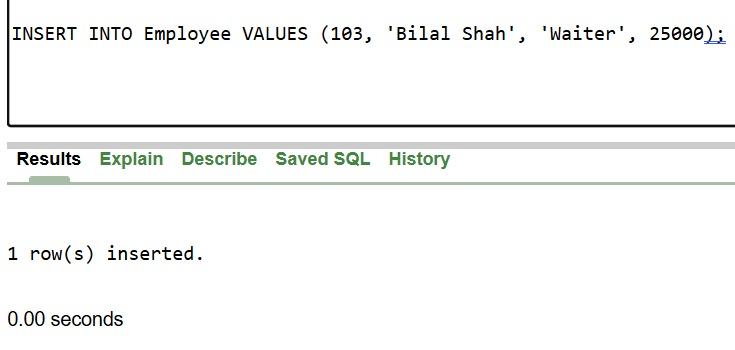 INSERT INTO Employee VALUES (103, 'Bilal Shah', 'Waiter', 25000);
Results Explain Describe Saved SQL History
1 row(s) inserted.
0.00 seconds